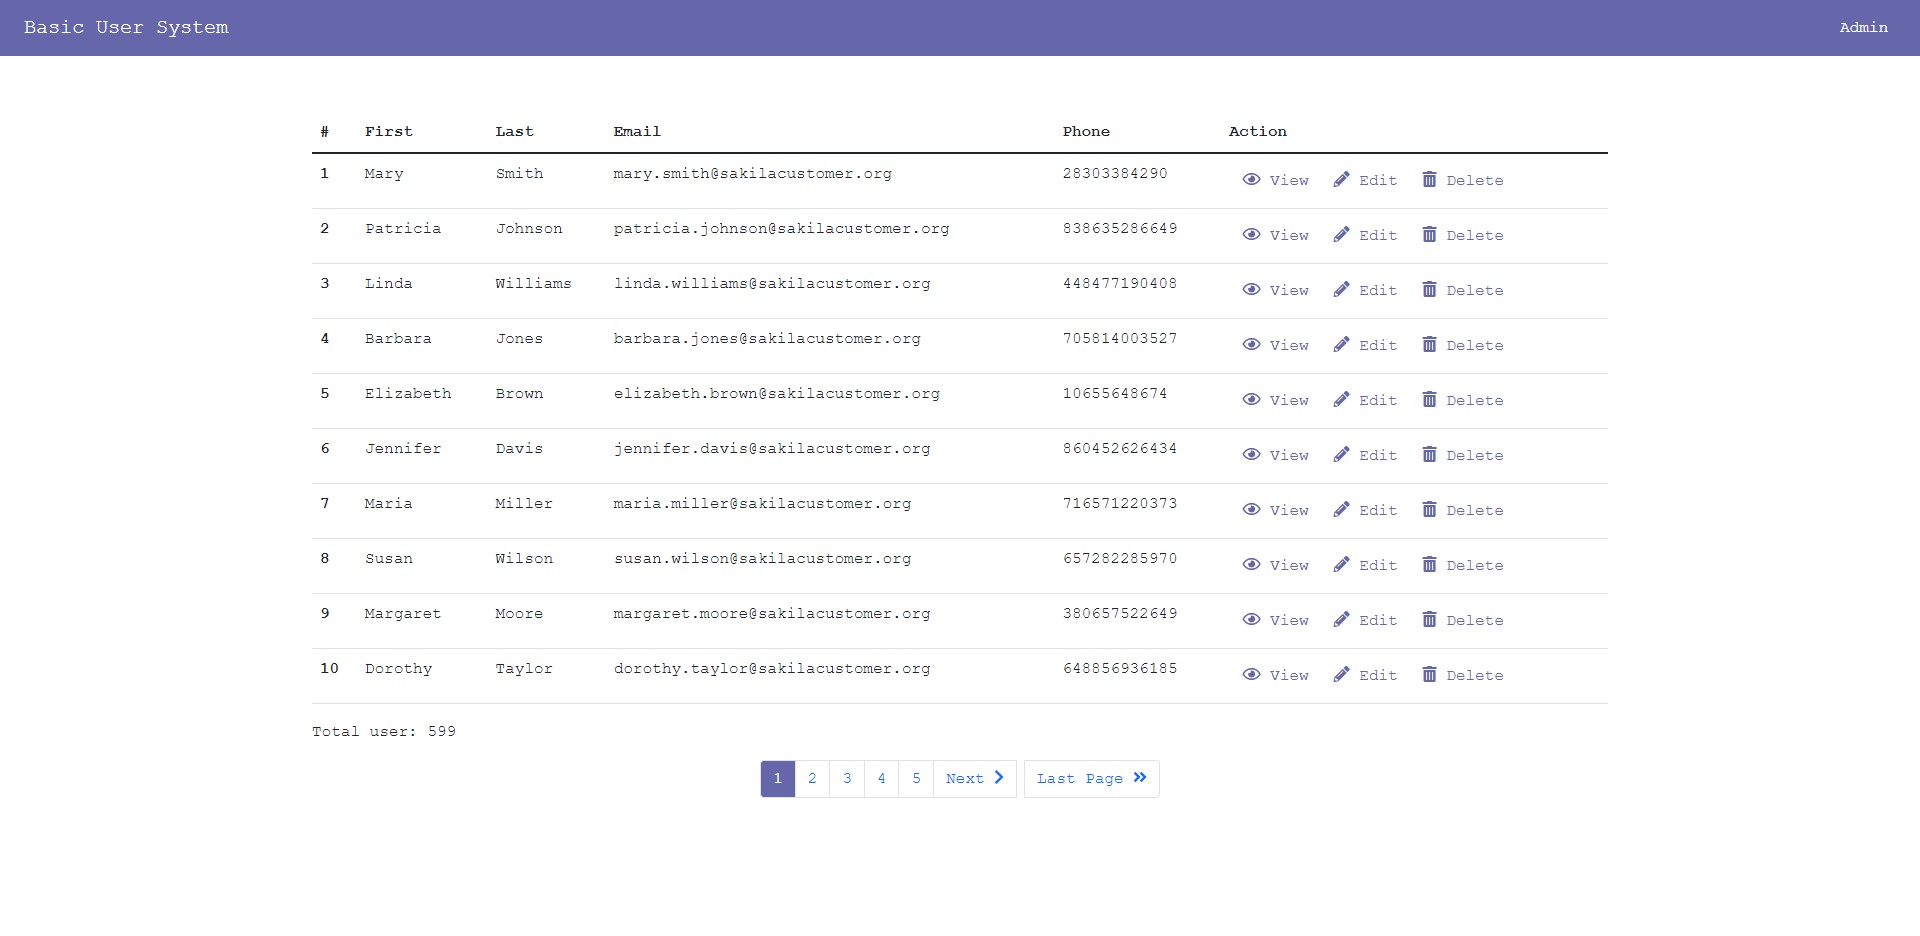 Basic User System Admin
# First Last Email Phone Action
1 Mary Smith mary.smith@sakilacustomer.org 28303384290 View Edit Delete
2 Patricia Johnson patricia.johnson@sakilacustomer.org 838635286649 View Edit Delete
3 Linda Williams linda.williams@sakilacustomer.org 448477190408 View Edit Delete
4 Barbara Jones barbara.jones@sakilacustomer.org 705814003527 View Edit Delete
5 Elizabeth Brown elizabeth.brown@sakilacustomer.org 10655648674 View Edit Delete
6 Jennifer Davis jennifer.davis@sakilacustomer.org 860452626434 View Edit Delete
7 Maria Miller maria.miller@sakilacustomer.org 716571220373 View Edit Delete
8 Susan Wilson susan.wilson@sakilacustomer.org 657282285970 View Edit Delete
9 Margaret Moore margaret.moore@sakilacustomer.org 380657522649 View Edit Delete
10 Dorothy Taylor dorothy.taylor@sakilacustomer.org 648856936185 View Edit Delete
Total user: 599
1 2 3 4 5 Next Last Page